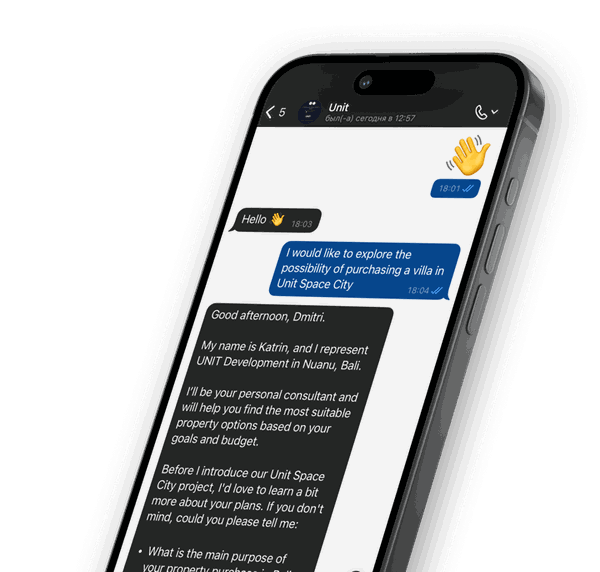 5
Unit
был(-а) сегодня в 12:57
18:01
Hello 👋
18:03
I would like to explore the
possibility of purchasing a villa in
Unit Space City
18:04
Good afternoon, Dmitri.
My name is Katrin, and I represent
UNIT Development in Nuanu, Bali.
I'll be your personal consultant and
will help you find the most suitable
property options based on your
goals and budget.
Before I introduce our Unit Space
City project, I'd love to learn a bit
more about your plans. If you don't
mind, could you please tell me:
• What is the main purpose of
your property purchase in